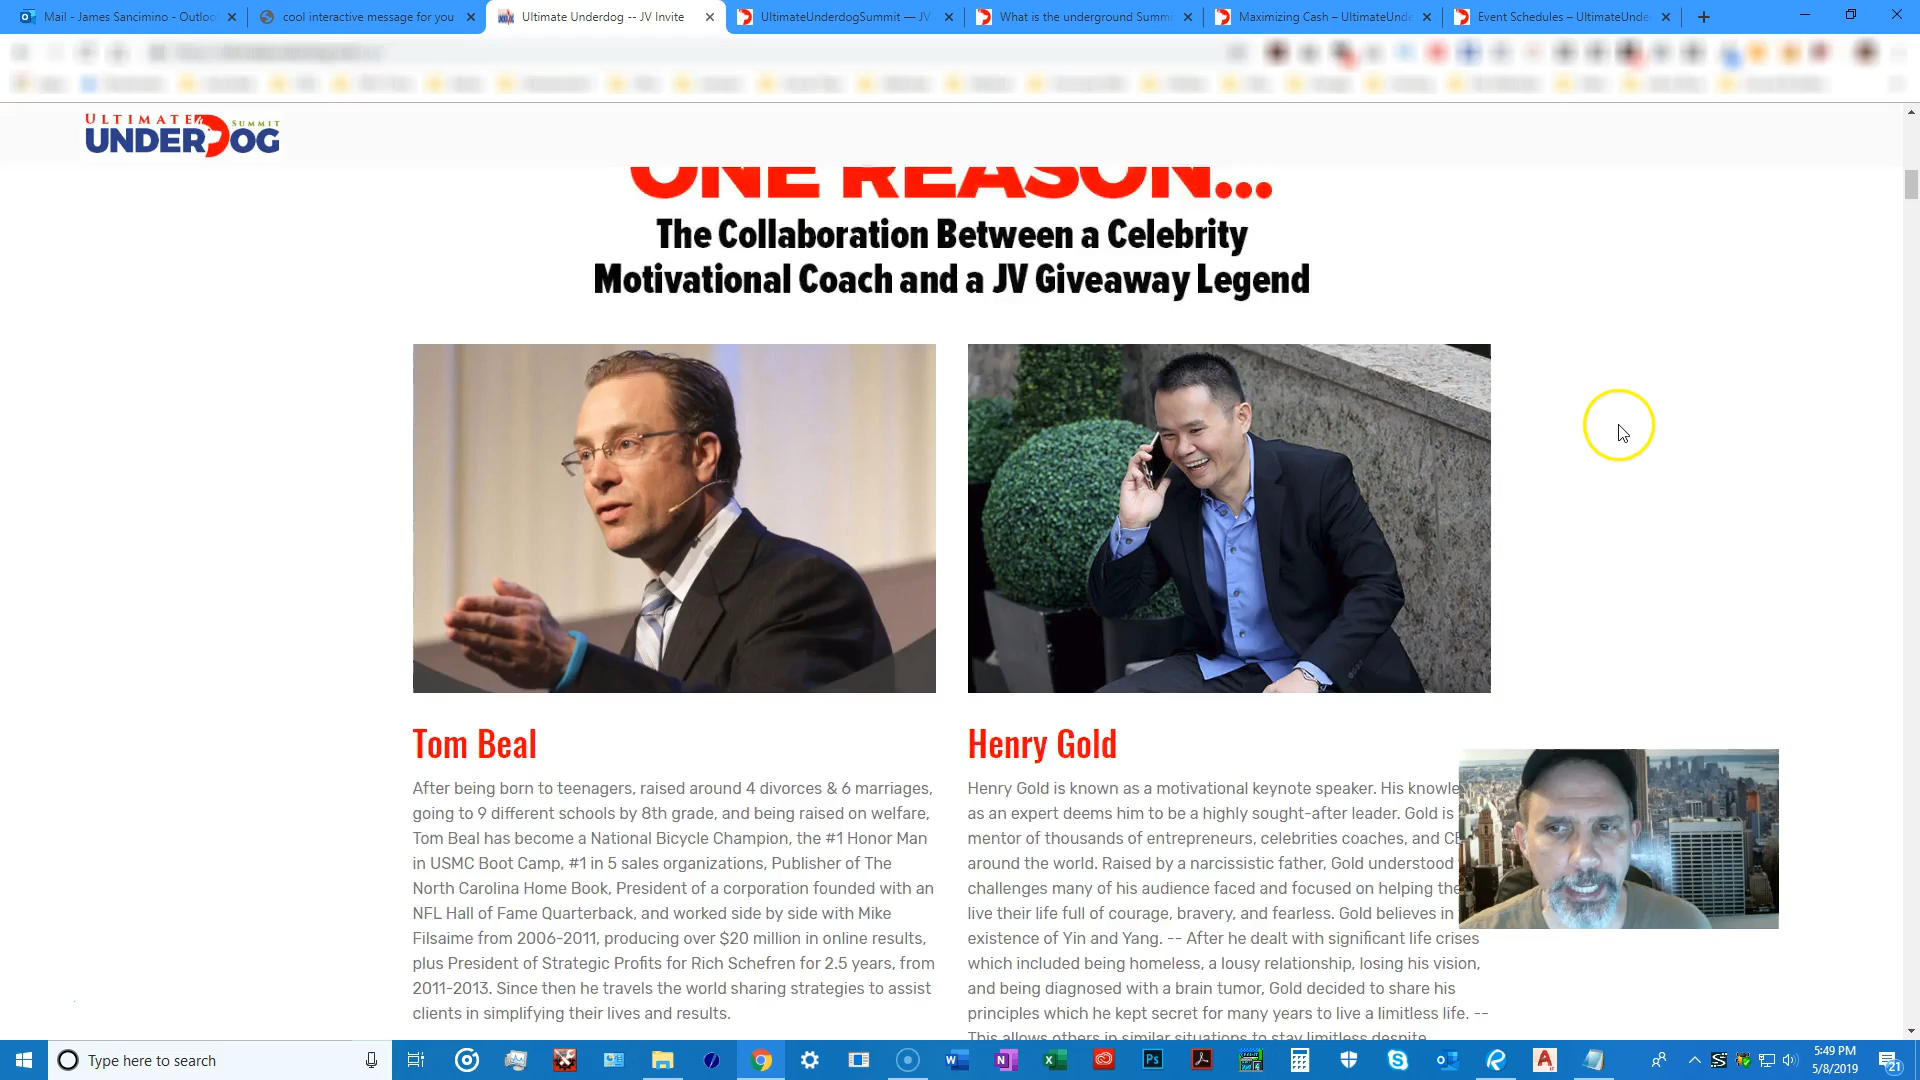 Mail - James Sancimino - Outlo
cool interactive message for you
Ultimate Underdog -- JV Invite
UltimateUnderdogSummit — JV
What is the underground Summi
Maximizing Cash – UltimateUnde
Event Schedules – UltimateUnde
ULTIMATE SUMMIT
UNDERDOG
ONE REASON...
The Collaboration Between a Celebrity
Motivational Coach and a JV Giveaway Legend
Tom Beal
After being born to teenagers, raised around 4 divorces & 6 marriages,
going to 9 different schools by 8th grade, and being raised on welfare,
Tom Beal has become a National Bicycle Champion, the #1 Honor Man
in USMC Boot Camp, #1 in 5 sales organizations, Publisher of The
North Carolina Home Book, President of a corporation founded with an
NFL Hall of Fame Quarterback, and worked side by side with Mike
Filsaime from 2006-2011, producing over $20 million in online results,
plus President of Strategic Profits for Rich Schefren for 2.5 years, from
2011-2013. Since then he travels the world sharing strategies to assist
clients in simplifying their lives and results.
Henry Gold
Henry Gold is known as a motivational keynote speaker. His knowle
as an expert deems him to be a highly sought-after leader. Gold is
mentor of thousands of entrepreneurs, celebrities coaches, and CE
around the world. Raised by a narcissistic father, Gold understood
challenges many of his audience faced and focused on helping the
live their life full of courage, bravery, and fearless. Gold believes in
existence of Yin and Yang. -- After he dealt with significant life crises
which included being homeless, a lousy relationship, losing his vision,
and being diagnosed with a brain tumor, Gold decided to share his
principles which he kept secret for many years to live a limitless life. --
This allows others in similar situations to stay limitless despite
Type here to search
5:49 PM
5/8/2019
21